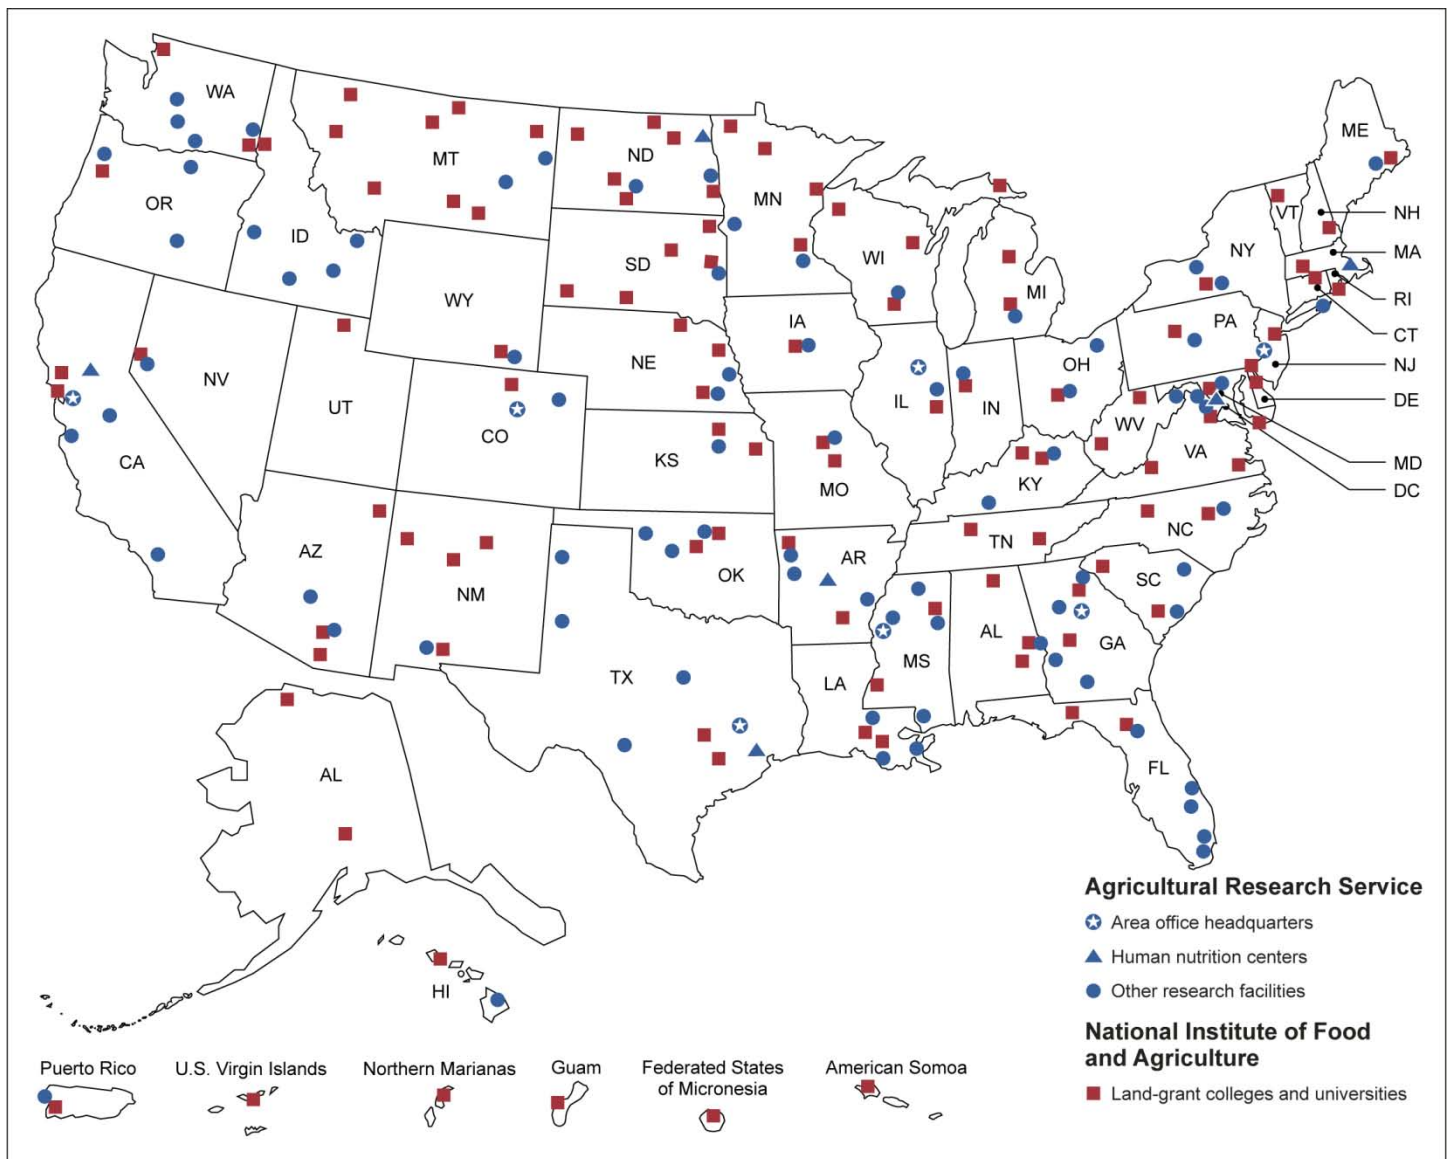 WA
OR
ID
MT
ND
MN
SD
WY
WI
MI
NY
VT
ME
NH
MA
RI
CT
NJ
DE
MD
DC
IA
NE
NV
UT
CO
CA
PA
OH
IL
IN
WV
VA
KS
MO
KY
AZ
NM
OK
AR
TN
NC
SC
MS
AL
GA
TX
LA
FL
AL
HI
Agricultural Research Service
Area office headquarters
Human nutrition centers
Other research facilities
National Institute of Food
and Agriculture
Land-grant colleges and universities
Puerto Rico
U.S. Virgin Islands
Northern Marianas
Guam
Federated States
of Micronesia
American Somoa